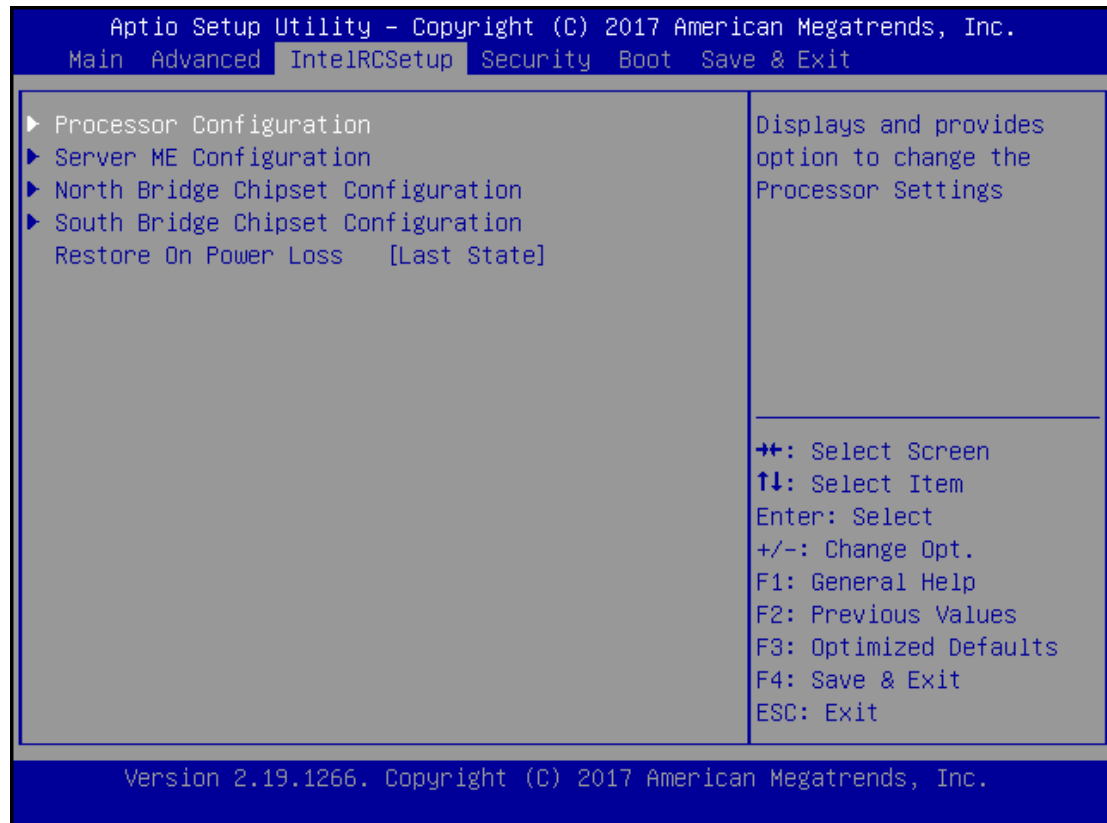 Aptio Setup Utility – Copyright (C) 2017 American Megatrends, Inc.
Main Advanced IntelRCSetup Security Boot Save & Exit
▶ Processor Configuration
▶ Server ME Configuration
▶ North Bridge Chipset Configuration
▶ South Bridge Chipset Configuration
Restore On Power Loss [Last State]
Displays and provides
option to change the
Processor Settings
→←: Select Screen
↑↓: Select Item
Enter: Select
+/-: Change Opt.
F1: General Help
F2: Previous Values
F3: Optimized Defaults
F4: Save & Exit
ESC: Exit
Version 2.19.1266. Copyright (C) 2017 American Megatrends, Inc.